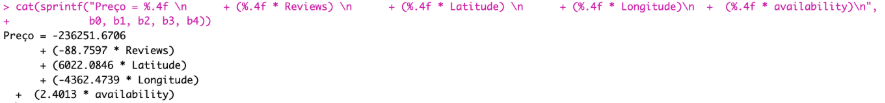 > cat(sprintf("Preço = %.4f \n      + (%.4f * Reviews) \n      + (%.4f * Latitude) \n      + (%.4f * Longitude)\n  +  (%.4f * availability)\n",
+             b0, b1, b2, b3, b4))
Preço = -236251.6706
      + (-88.7597 * Reviews)
      + (6022.0846 * Latitude)
      + (-4362.4739 * Longitude)
  +  (2.4013 * availability)